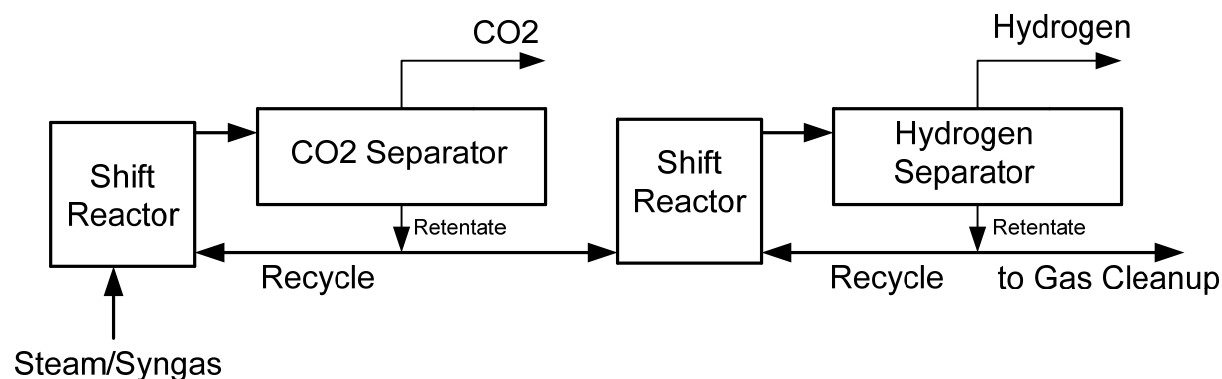 CO2
Hydrogen
Shift
Reactor
CO2 Separator
Shift
Reactor
Hydrogen
Separator
Retentate
Retentate
Recycle
Recycle
to Gas Cleanup
Steam/Syngas